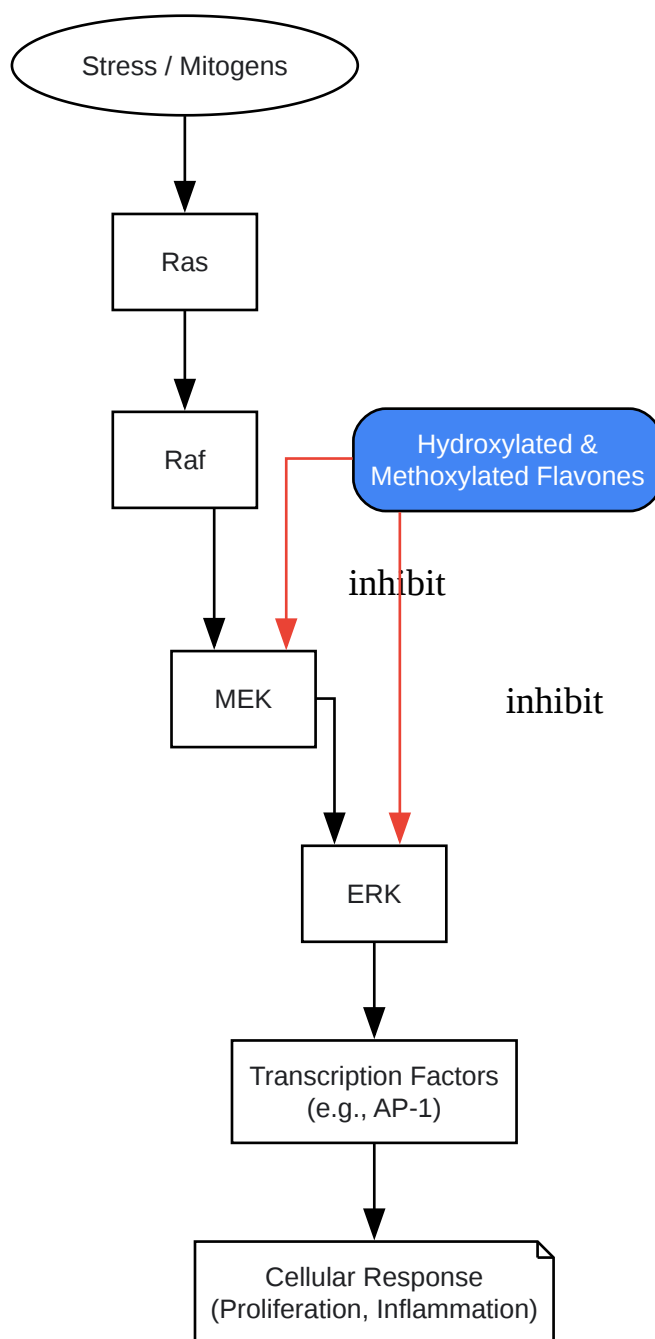 Stress / Mitogens
Ras
Raf
Hydroxylated &
Methoxylated Flavones
inhibit
MEK
inhibit
ERK
Transcription Factors
(e.g., AP-1)
Cellular Response
(Proliferation, Inflammation)